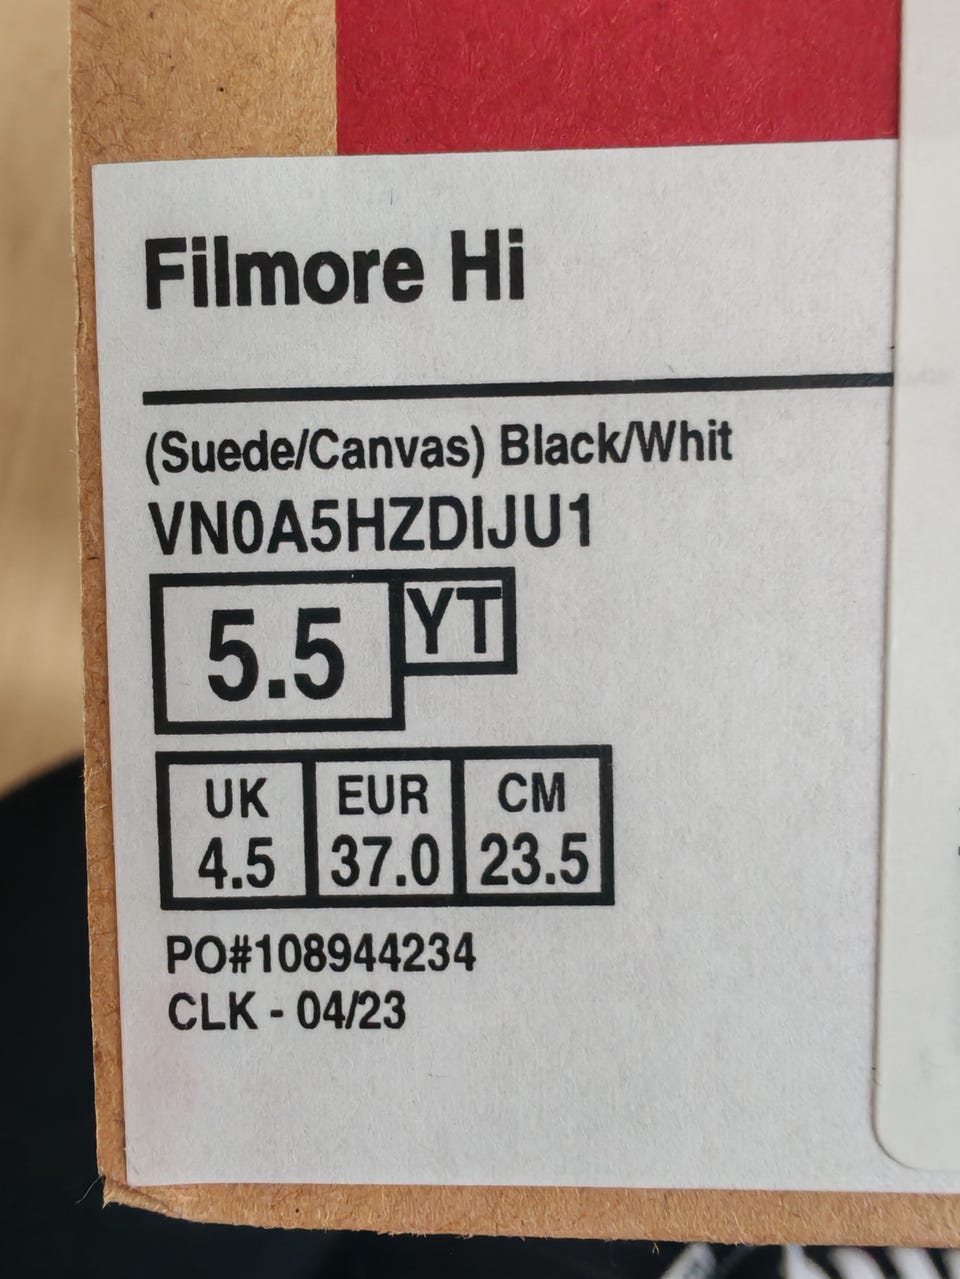 Filmore Hi
(Suede/Canvas) Black/Whit
VN0A5HZDIJU1
5.5 YT
UK EUR CM
4.5 37.0 23.5
PO#108944234
CLK - 04/23